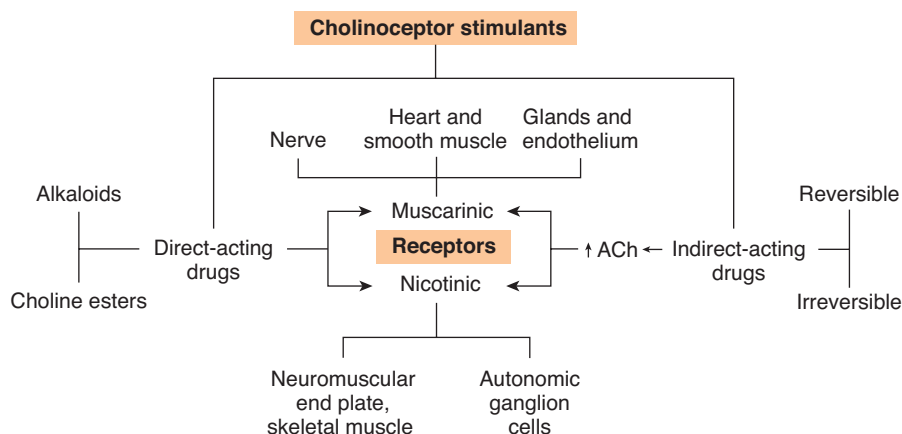 Cholinoceptor stimulants
Nerve
Heart and
smooth muscle
Glands and
endothelium
Alkaloids
Choline esters
Direct-acting
drugs
Muscarinic
Receptors
Nicotinic
↑ ACh
Indirect-acting
drugs
Reversible
Irreversible
Neuromuscular
end plate,
skeletal muscle
Autonomic
ganglion
cells